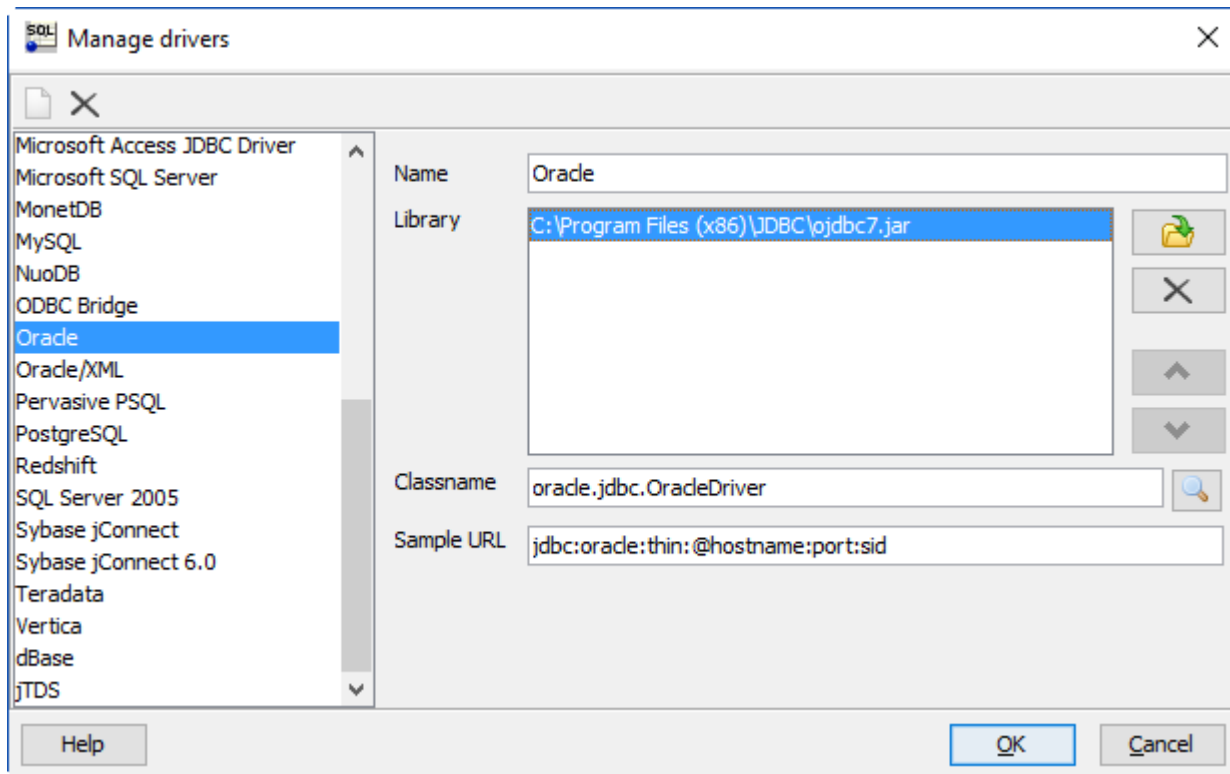 SQL
Manage drivers
Microsoft Access JDBC Driver
Microsoft SQL Server
MonetDB
MySQL
NuoDB
ODBC Bridge
Oracle
Oracle/XML
Pervasive PSQL
PostgreSQL
Redshift
SQL Server 2005
Sybase jConnect
Sybase jConnect 6.0
Teradata
Vertica
dBase
jTDS
Name Oracle
Library C:\Program Files (x86)\JDBC\ojdbc7.jar
Classname oracle.jdbc.OracleDriver
Sample URL jdbc:oracle:thin:@hostname:port:sid
Help OK Cancel